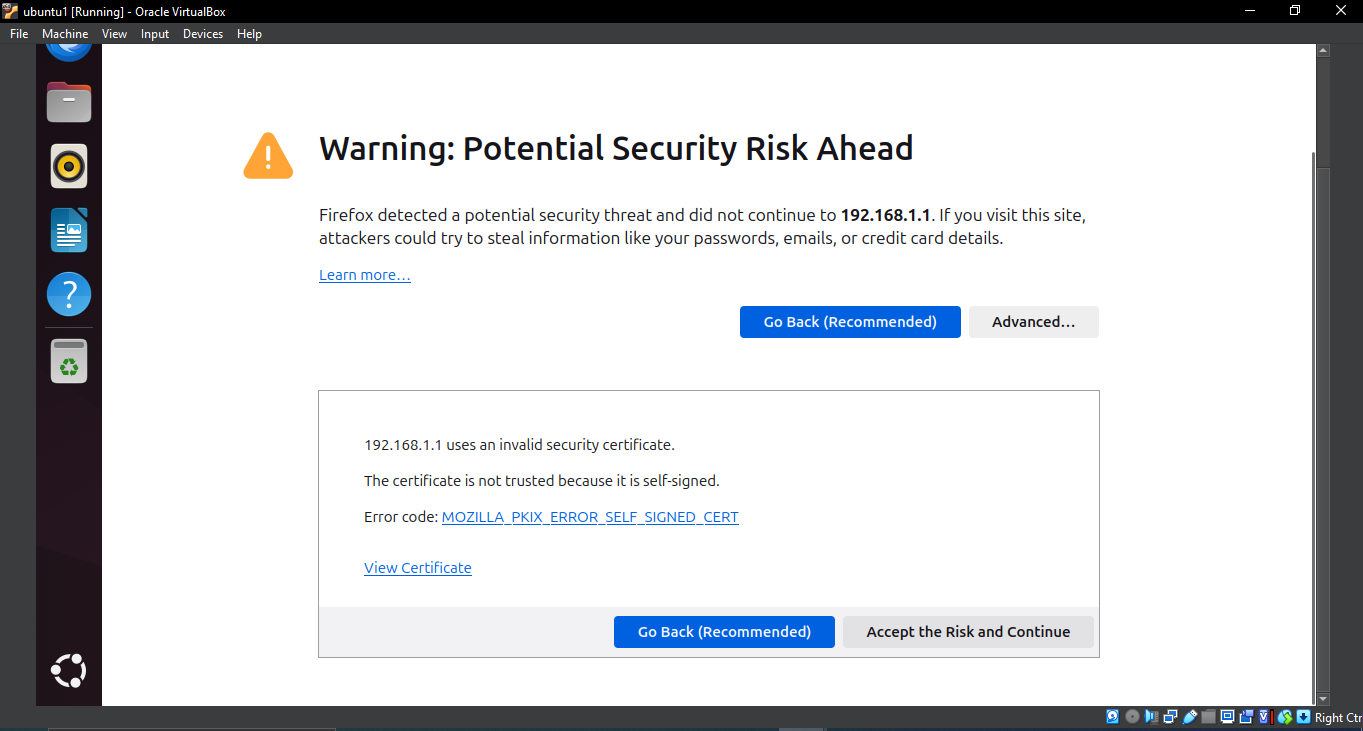 ubuntu1 [Running] - Oracle VirtualBox
File Machine View Input Devices Help
Warning: Potential Security Risk Ahead
Firefox detected a potential security threat and did not continue to 192.168.1.1. If you visit this site,
attackers could try to steal information like your passwords, emails, or credit card details.
Learn more…
Go Back (Recommended) Advanced…
192.168.1.1 uses an invalid security certificate.
The certificate is not trusted because it is self-signed.
Error code: MOZILLA_PKIX_ERROR_SELF_SIGNED_CERT
View Certificate
Go Back (Recommended) Accept the Risk and Continue
Right Ctr